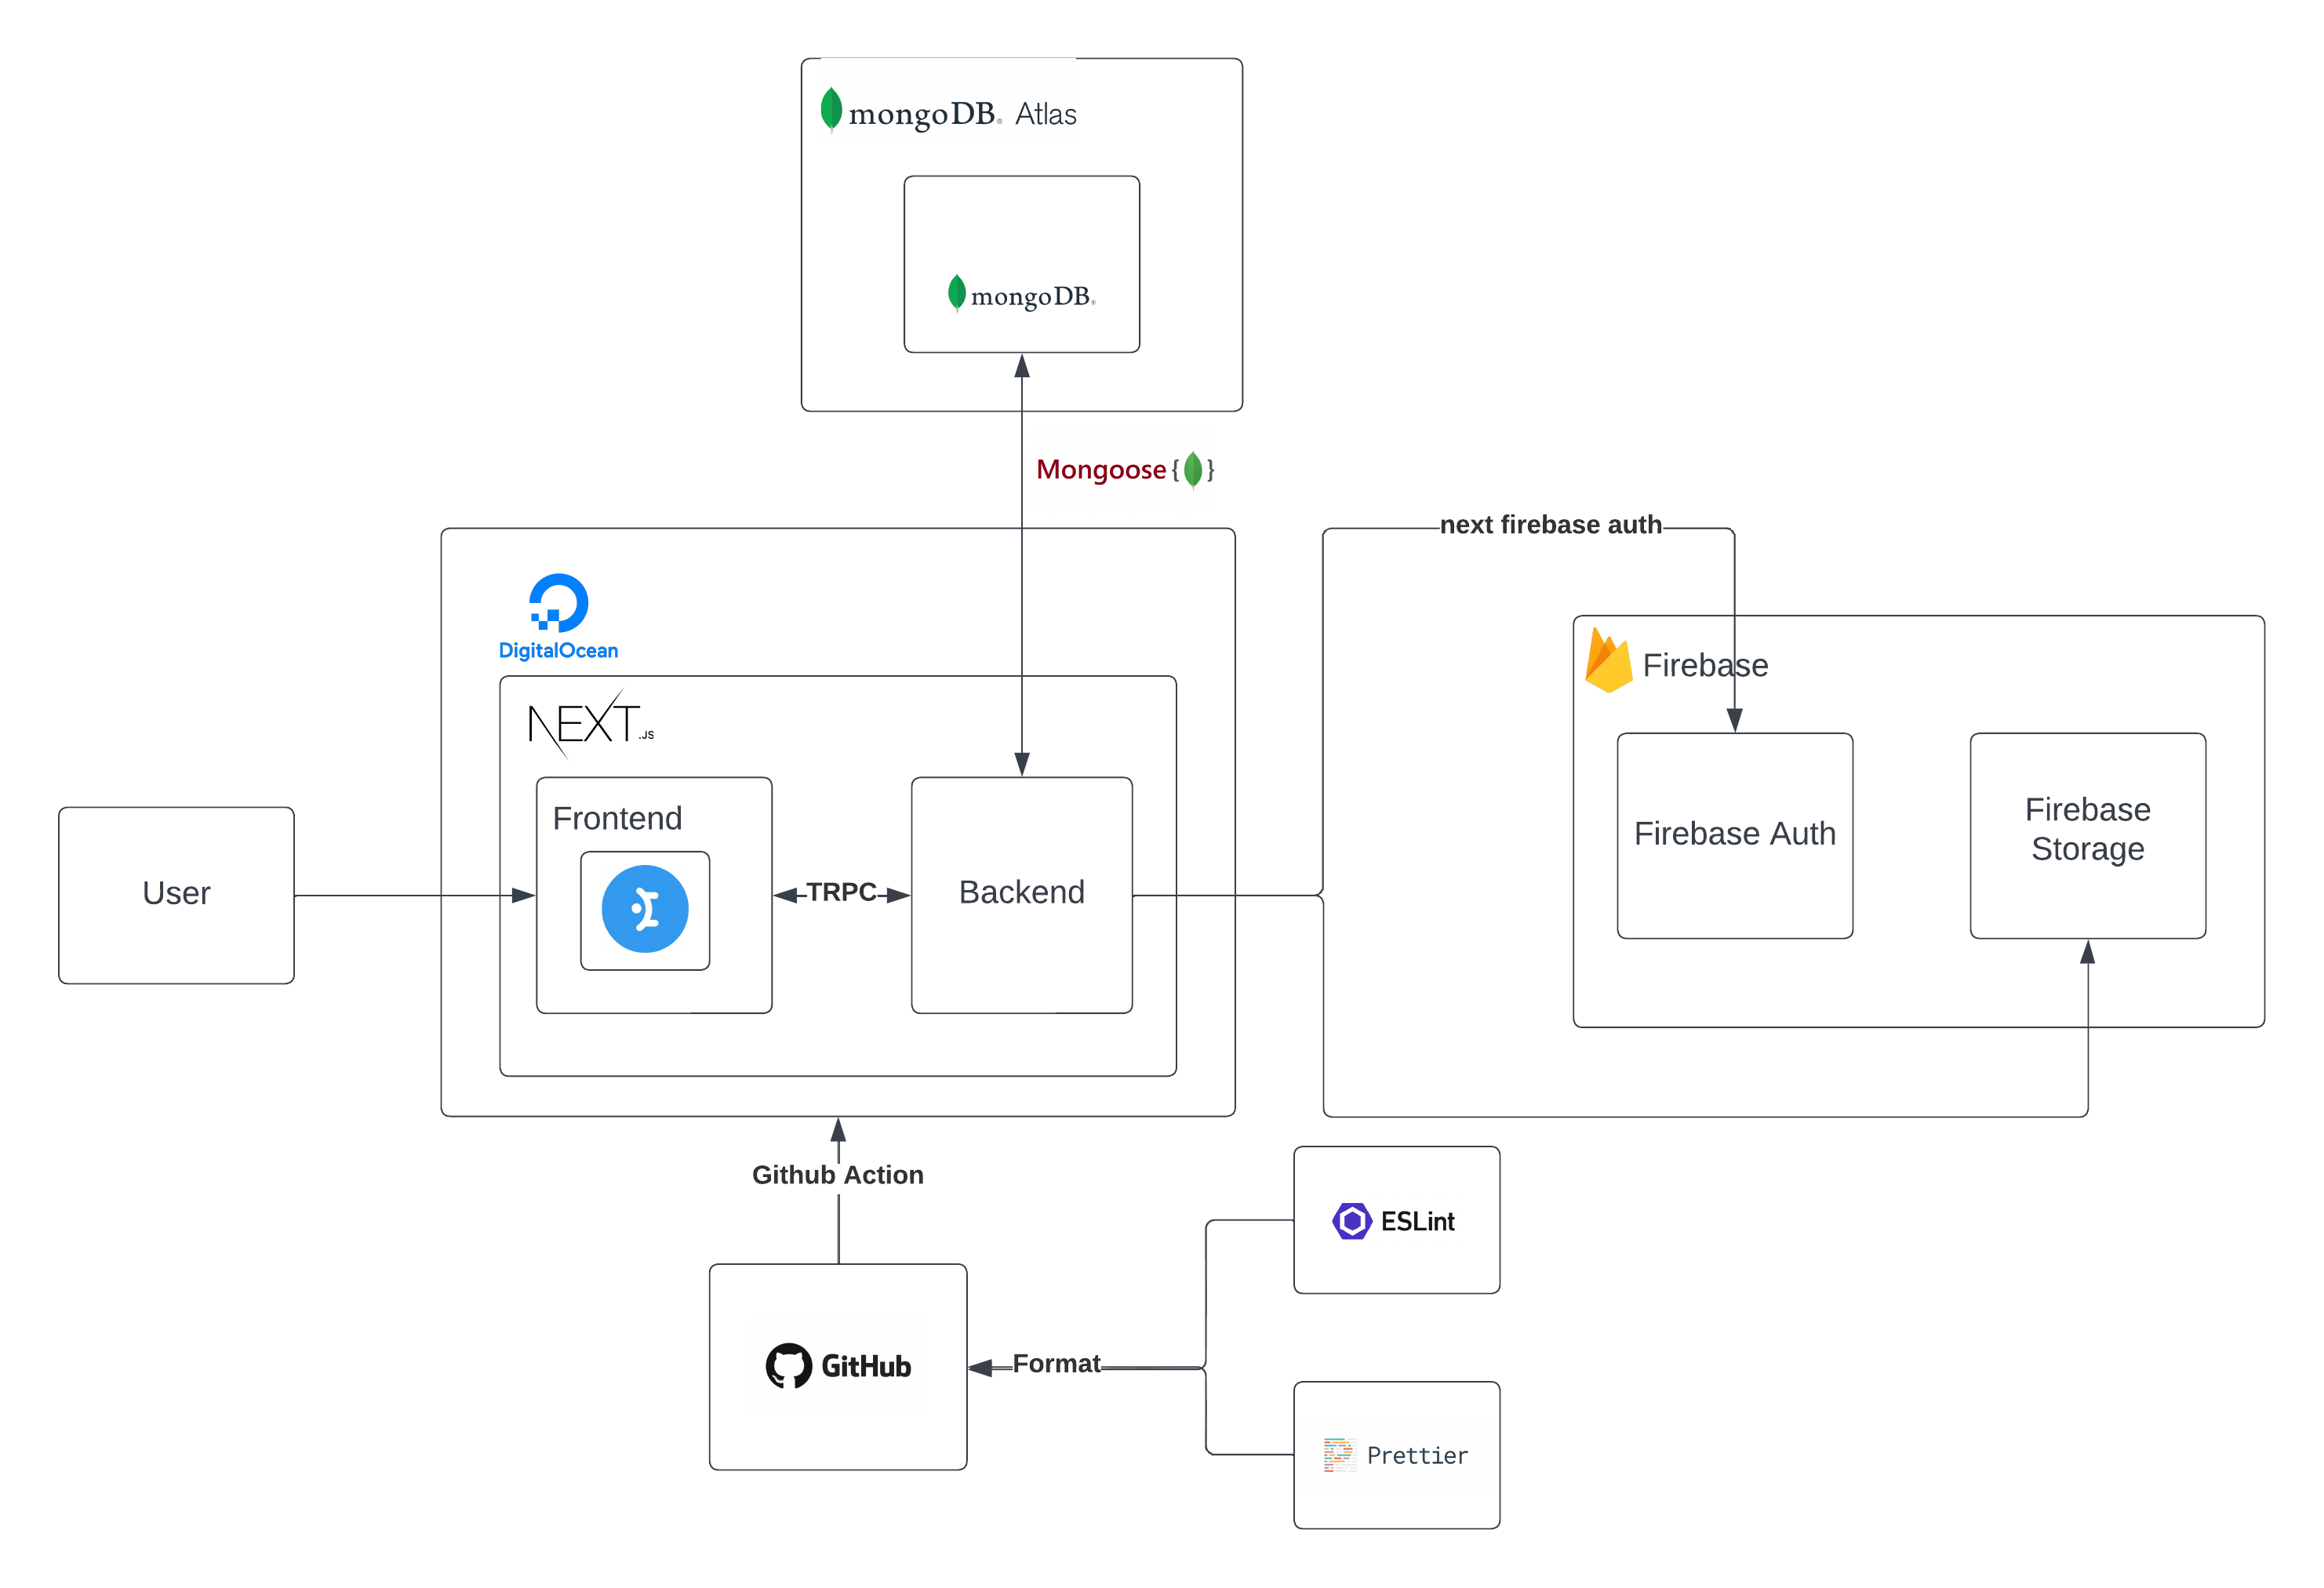 mongoDB® Atlas
mongoDB®
Mongoose {}
next firebase auth
DigitalOcean
Firebase
NEXT.JS
Frontend
User
TRPC
Backend
Firebase Auth
Firebase
Storage
Github Action
ESLint
GitHub
Format
Prettier